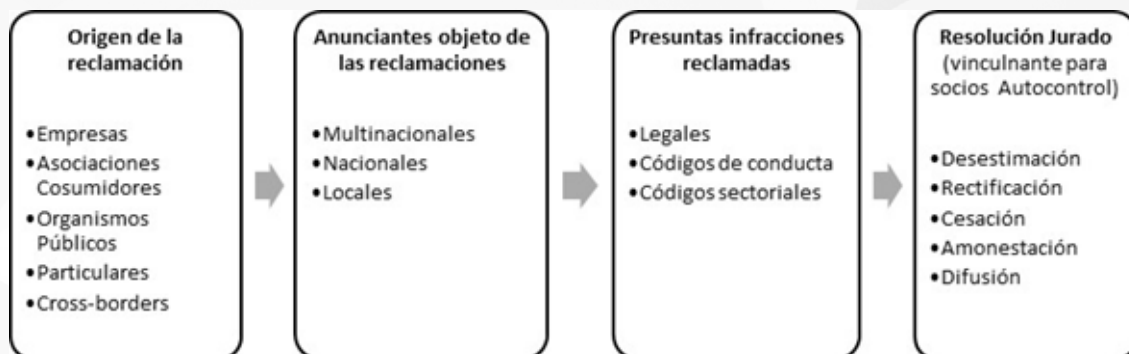 Origen de la
reclamación
•Empresas
•Asociaciones
Cosumidores
•Organismos
Públicos
•Particulares
•Cross-borders
Anunciantes objeto de
las reclamaciones
•Multinacionales
•Nacionales
•Locales
Presuntas infracciones
reclamadas
•Legales
•Códigos de conducta
•Códigos sectoriales
Resolución Jurado
(vinculnante para
socios Autocontrol)
•Desestimación
•Rectificación
•Cesación
•Amonestación
•Difusión